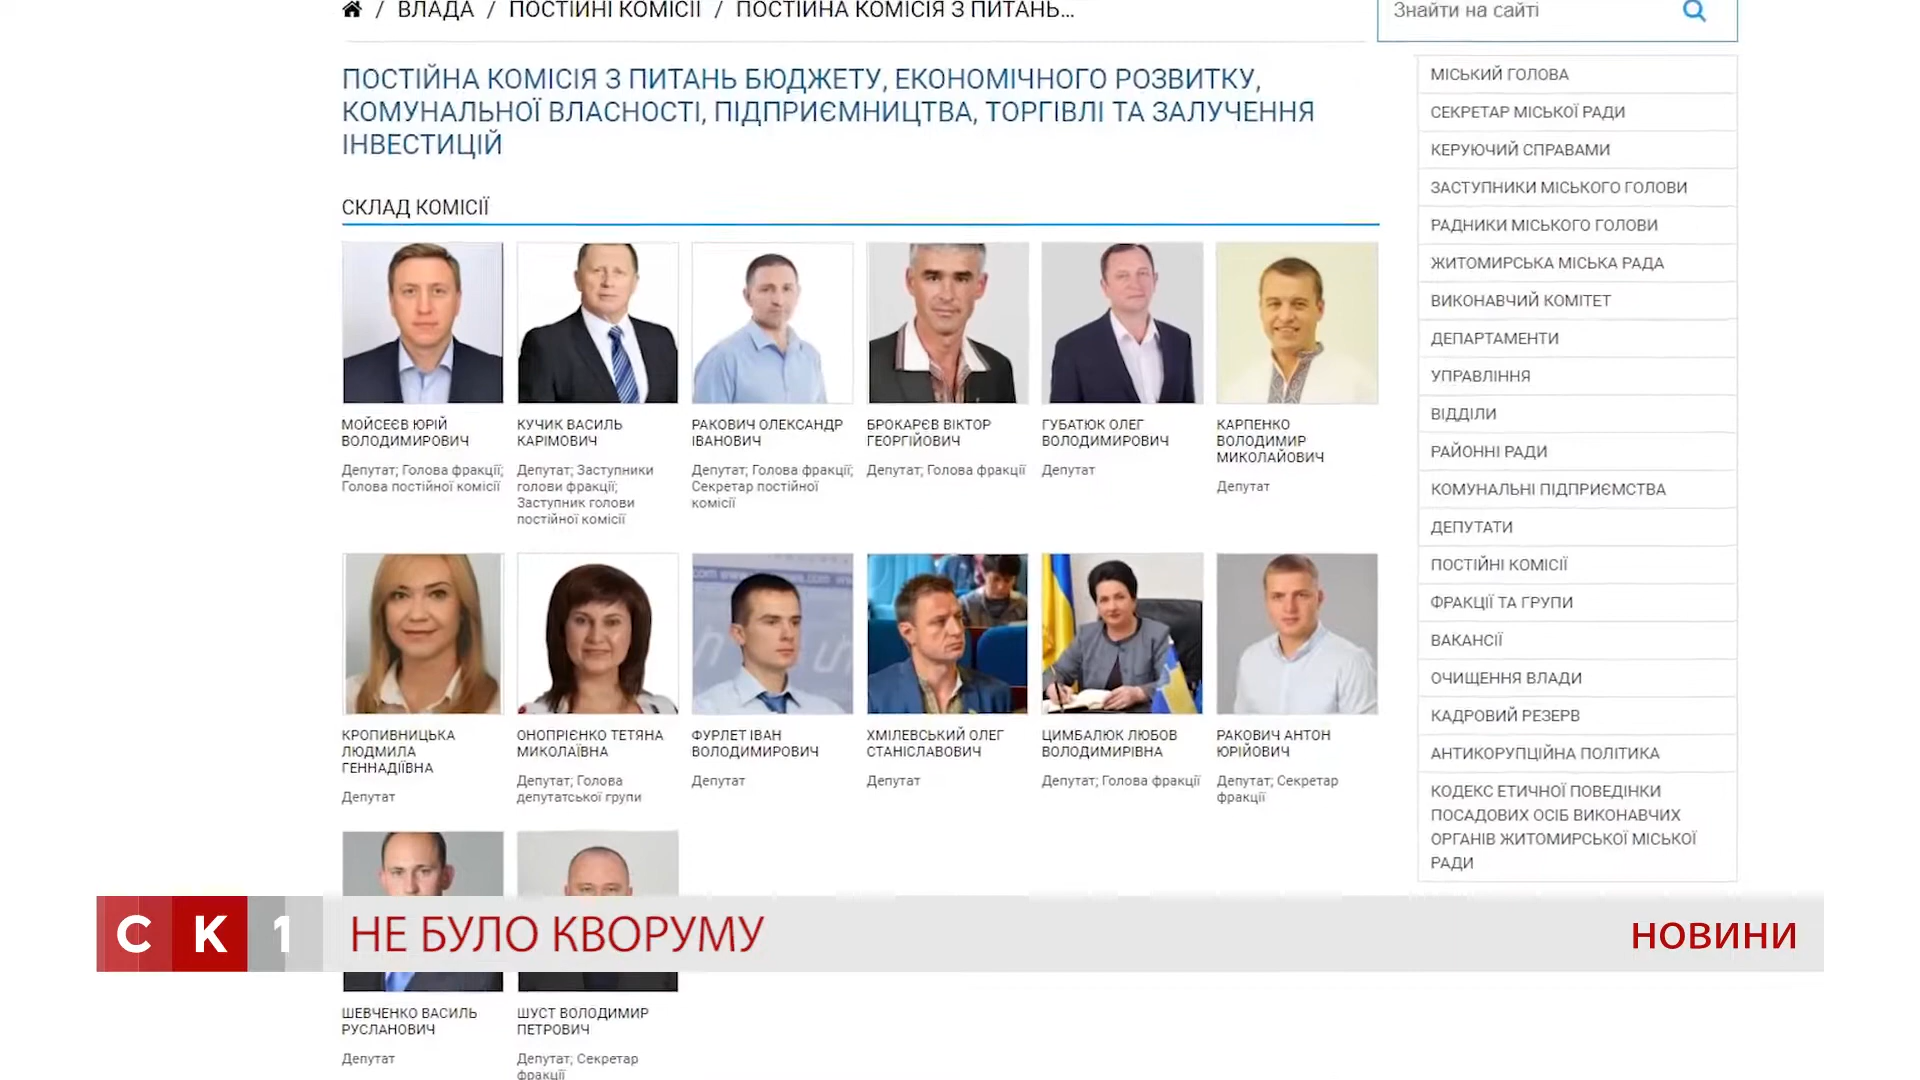 / ВЛАДА / ПОСТІЙНІ КОМІСІЇ / ПОСТІЙНА КОМІСІЯ З ПИТАНЬ...
Знайти на сайті
ПОСТІЙНА КОМІСІЯ З ПИТАНЬ БЮДЖЕТУ, ЕКОНОМІЧНОГО РОЗВИТКУ,
КОМУНАЛЬНОЇ ВЛАСНОСТІ, ПІДПРИЄМНИЦТВА, ТОРГІВЛІ ТА ЗАЛУЧЕННЯ
ІНВЕСТИЦІЙ
СКЛАД КОМІСІЇ
МОЙСЕЄВ ЮРІЙ
ВОЛОДИМИРОВИЧ
Депутат; Голова фракції;
Голова постійної комісії
КУЧИК ВАСИЛЬ
КАРІМОВИЧ
Депутат; Заступники
голови фракції;
Заступник голови
постійної комісії
РАКОВИЧ ОЛЕКСАНДР
ІВАНОВИЧ
Депутат; Голова фракції;
Секретар постійної
комісії
БРОКАРЄВ ВІКТОР
ГЕОРГІЙОВИЧ
Депутат; Голова фракції
ГУБАТЮК ОЛЕГ
ВОЛОДИМИРОВИЧ
Депутат
КАРПЕНКО
ВОЛОДИМИР
МИКОЛАЙОВИЧ
Депутат
КРОПИВНИЦЬКА
ЛЮДМИЛА
ГЕННАДІЇВНА
Депутат
ОНОПРІЄНКО ТЕТЯНА
МИКОЛАЇВНА
Депутат; Голова
депутатської групи
ФУРЛЕТ ІВАН
ВОЛОДИМИРОВИЧ
Депутат
ХМІЛЕВСЬКИЙ ОЛЕГ
СТАНІСЛАВОВИЧ
Депутат
ЦИМБАЛЮК ЛЮБОВ
ВОЛОДИМИРІВНА
Депутат; Голова фракції
РАКОВИЧ АНТОН
ЮРІЙОВИЧ
Депутат; Секретар
фракції
ШЕВЧЕНКО ВАСИЛЬ
РУСЛАНОВИЧ
Депутат
ШУСТ ВОЛОДИМИР
ПЕТРОВИЧ
Депутат; Секретар
фракції
МІСЬКИЙ ГОЛОВА
СЕКРЕТАР МІСЬКОЇ РАДИ
КЕРУЮЧИЙ СПРАВАМИ
ЗАСТУПНИКИ МІСЬКОГО ГОЛОВИ
РАДНИКИ МІСЬКОГО ГОЛОВИ
ЖИТОМИРСЬКА МІСЬКА РАДА
ВИКОНАВЧИЙ КОМІТЕТ
ДЕПАРТАМЕНТИ
УПРАВЛІННЯ
ВІДДІЛИ
РАЙОННІ РАДИ
КОМУНАЛЬНІ ПІДПРИЄМСТВА
ДЕПУТАТИ
ПОСТІЙНІ КОМІСІЇ
ФРАКЦІЇ ТА ГРУПИ
ВАКАНСІЇ
ОЧИЩЕННЯ ВЛАДИ
КАДРОВИЙ РЕЗЕРВ
АНТИКОРУПЦІЙНА ПОЛІТИКА
КОДЕКС ЕТИЧНОЇ ПОВЕДІНКИ
ПОСАДОВИХ ОСІБ ВИКОНАВЧИХ
ОРГАНІВ ЖИТОМИРСЬКОЇ МІСЬКОЇ
РАДИ
СК1 НЕ БУЛО КВОРУМУ
НОВИНИ